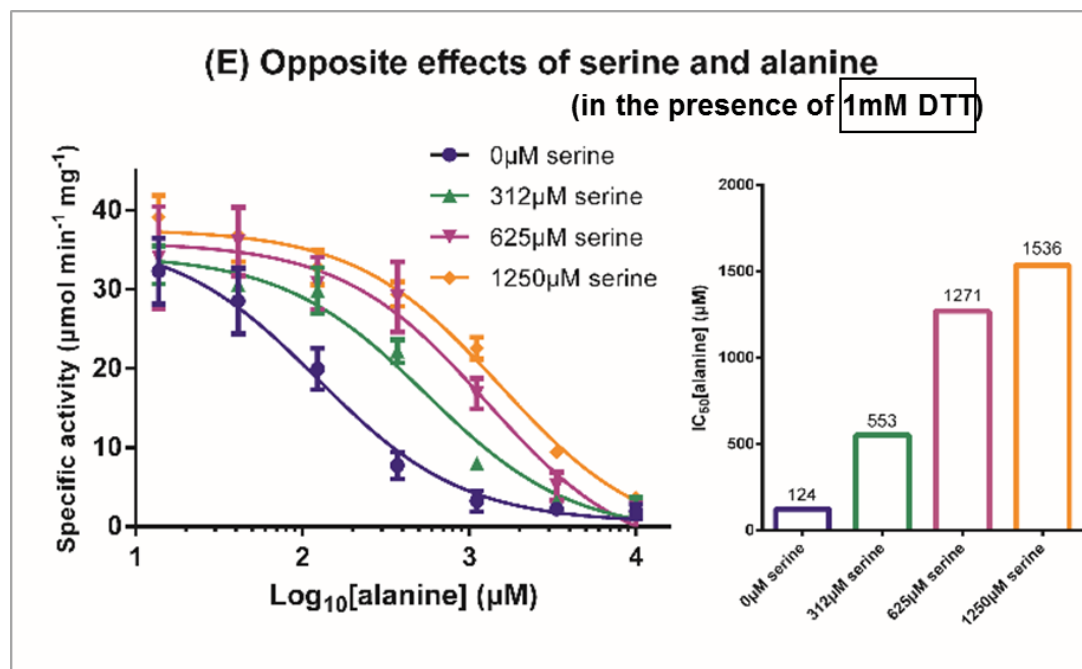 (E) Opposite effects of serine and alanine
(in the presence of 1mM DTT)
0µM serine
312µM serine
625µM serine
1250µM serine
Specific activity (µmol min⁻¹ mg⁻¹)
40
30
20
10
0
1
2
3
4
Log₁₀[alanine] (µM)
IC₅₀[alanine] (µM)
2000
1500
1000
500
0
124
553
1271
1536
0µM serine
312µM serine
625µM serine
1250µM serine